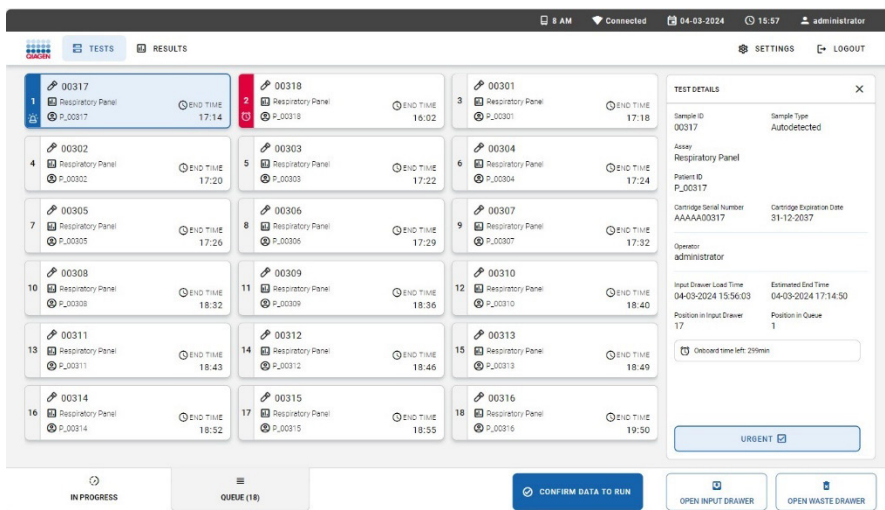 8 AM Connected 04-03-2024 15:57 administrator
QIAGEN TESTS RESULTS SETTINGS LOGOUT
1 00317 Respiratory Panel P_00317 END TIME 17:14
2 00318 Respiratory Panel P_00318 END TIME 16:02
3 00301 Respiratory Panel P_00301 END TIME 17:18
4 00302 Respiratory Panel P_00302 END TIME 17:20
5 00303 Respiratory Panel P_00303 END TIME 17:22
6 00304 Respiratory Panel P_00304 END TIME 17:24
7 00305 Respiratory Panel P_00305 END TIME 17:26
8 00306 Respiratory Panel P_00306 END TIME 17:29
9 00307 Respiratory Panel P_00307 END TIME 17:32
10 00308 Respiratory Panel P_00308 END TIME 18:32
11 00309 Respiratory Panel P_00309 END TIME 18:36
12 00310 Respiratory Panel P_00310 END TIME 18:40
13 00311 Respiratory Panel P_00311 END TIME 18:43
14 00312 Respiratory Panel P_00312 END TIME 18:46
15 00313 Respiratory Panel P_00313 END TIME 18:49
16 00314 Respiratory Panel P_00314 END TIME 18:52
17 00315 Respiratory Panel P_00315 END TIME 18:55
18 00316 Respiratory Panel P_00316 END TIME 19:50
TEST DETAILS
Sample ID Sample Type
00317 Autodetected
Assay
Respiratory Panel
Patient ID
P_00317
Cartridge Serial Number Cartridge Expiration Date
AAAAA00317 31-12-2037
Operator
administrator
Input Drawer Load Time Estimated End Time
04-03-2024 15:56:03 04-03-2024 17:14:50
Position in Input Drawer Position in Queue
17 1
Onboard time left: 299min
URGENT
IN PROGRESS QUEUE (18) CONFIRM DATA TO RUN OPEN INPUT DRAWER OPEN WASTE DRAWER